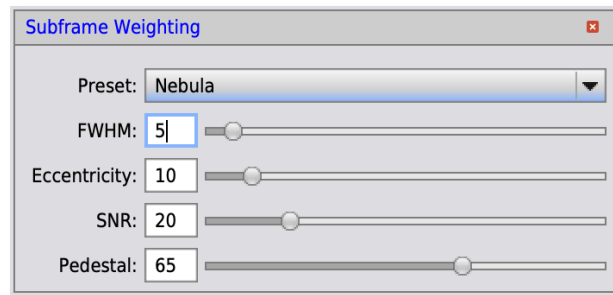 Subframe Weighting
Preset: Nebula
FWHM: 5
Eccentricity: 10
SNR: 20
Pedestal: 65